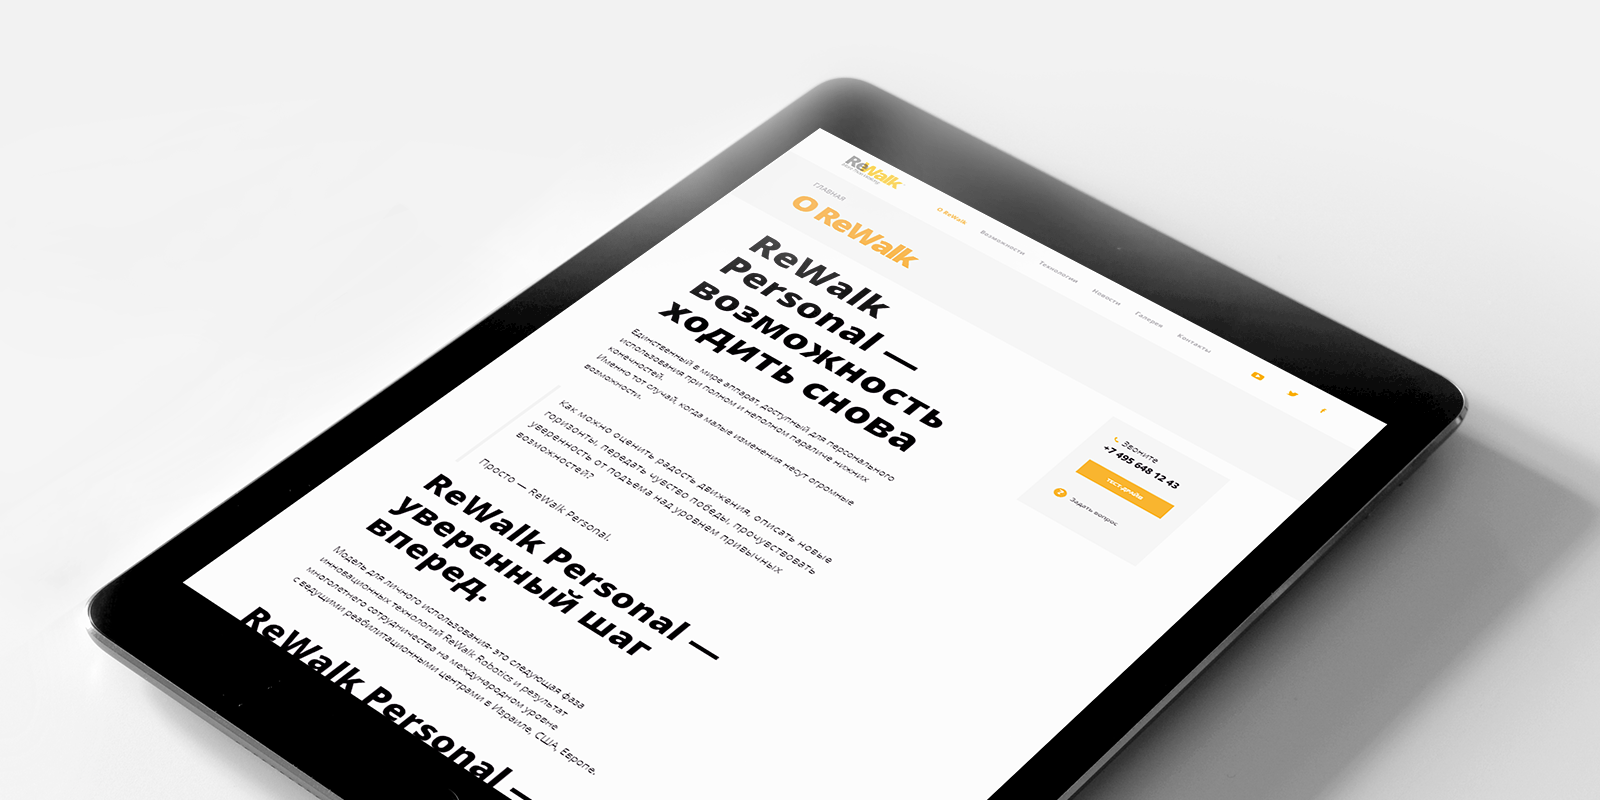 ReWalk
О ReWalk
Возможности
Технологии
Новости
Галерея
Контакты
ГЛАВНАЯ
О ReWalk
ReWalk
Personal —
возможность
ходить снова
Единственный в мире аппарат, доступный для персонального
использования при полном и неполном параличе нижних
конечностей.
Именно тот случай, когда малые изменения несут огромные
возможности.
Как можно оценить радость движения, описать новые
горизонты, передать чувство победы, прочувствовать
уверенность от подъема над уровнем привычных
возможностей?
Просто — ReWalk Personal.
ReWalk Personal —
уверенный шаг
вперед.
Модель для личного использования- это следующая фаза
инновационных технологий ReWalk Robotics и результат
многолетнего сотрудничества на международном уровне
с ведущими реабилитационными центрами в Израиле, США, Европе.
ReWalk Personal —
Звоните
+7 495 648 12 43
ТЕСТ-ДРАЙВ
Задать вопрос